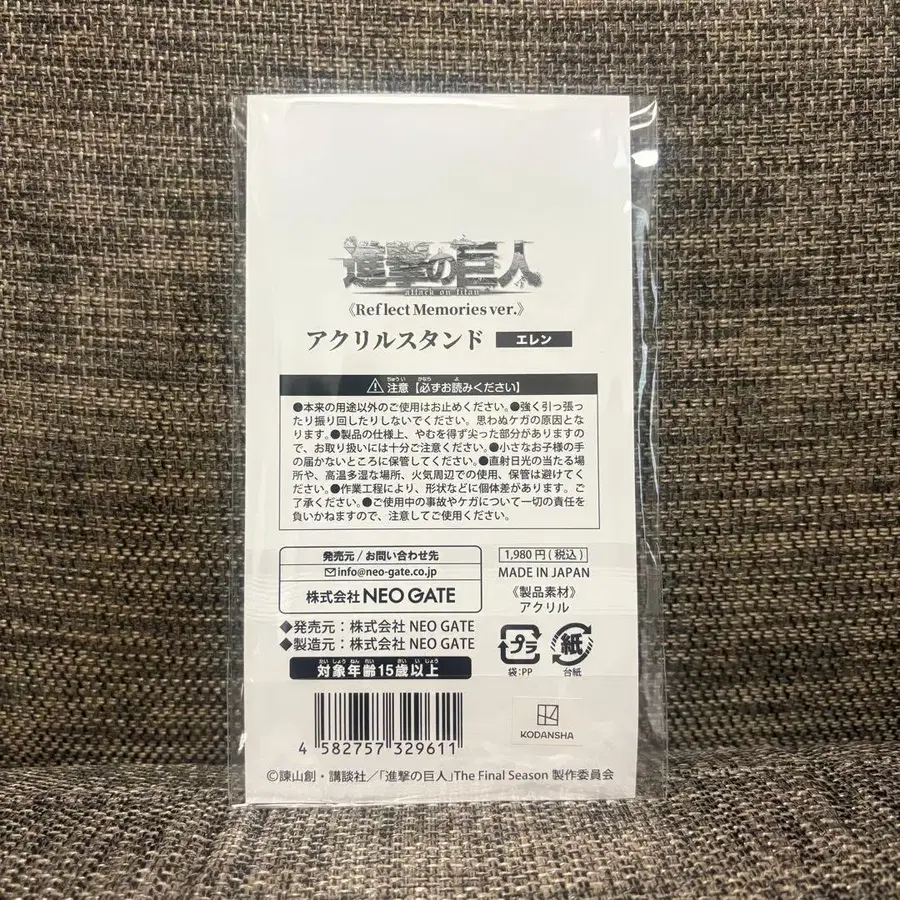 進撃の巨人
attack on titan
《Reflect Memories ver.》
アクリルスタンド エレン
注意【必ずお読みください】
●本来の用途以外のご使用はお止めください。●強く引っ張っ
たり振り回したりしないでください。思わぬケガの原因とな
ります。●製品の仕様上、やむを得ず尖った部分がありますの
で、お取り扱いには十分ご注意ください。●小さなお子様の手
の届かないところに保管してください。●直射日光の当たる場
所や、高温多湿な場所、火気周辺での使用、保管は避けてく
ださい。●作業工程により、形状などに個体差があります。ご
了承ください。●ご使用中の事故やケガについて一切の責任を
負いかねますので、注意してご使用ください。
発売元 / お問い合わせ先
info@neo-gate.co.jp
株式会社 NEO GATE
◆発売元：株式会社 NEO GATE
◆製造元：株式会社 NEO GATE
対象年齢15歳以上
1,980円(税込)
MADE IN JAPAN
《製品素材》
アクリル
プラ 紙
袋:PP 台紙
4 582757 329611
KODANSHA
©諫山創・講談社／「進撃の巨人」The Final Season 製作委員会